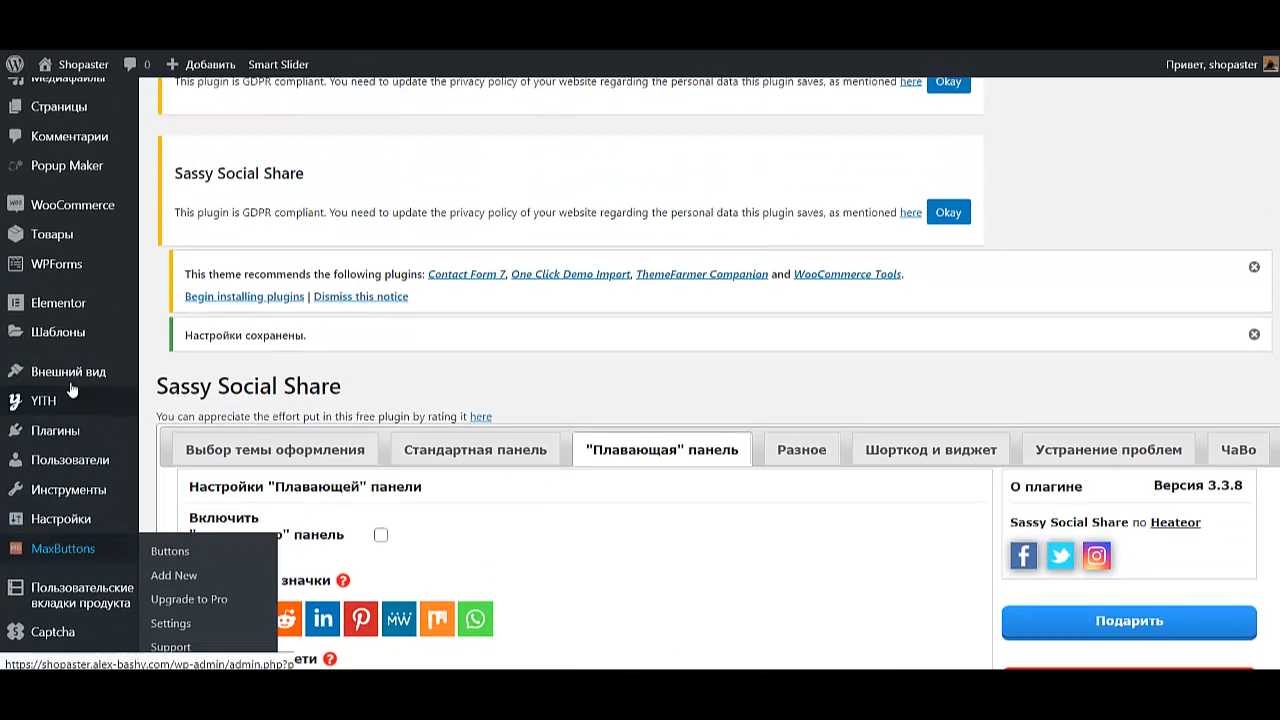 Shopaster
0
Добавить
Smart Slider
Привет, shopaster
Медиафайлы
Страницы
Комментарии
Popup Maker
WooCommerce
Товары
WPForms
Elementor
Шаблоны
Внешний вид
YITH
Плагины
Пользователи
Инструменты
Настройки
MaxButtons
Пользовательские
вкладки продукта
Captcha
Buttons
Add New
Upgrade to Pro
Settings
Support
https://shopaster.alex-bashy.com/wp-admin/admin.php?p
This plugin is GDPR compliant. You need to update the privacy policy of your website regarding the personal data this plugin saves, as mentioned here
Okay
Sassy Social Share
This plugin is GDPR compliant. You need to update the privacy policy of your website regarding the personal data this plugin saves, as mentioned here
Okay
This theme recommends the following plugins: Contact Form 7, One Click Demo Import, ThemeFarmer Companion and WooCommerce Tools.
Begin installing plugins | Dismiss this notice
Настройки сохранены.
Sassy Social Share
You can appreciate the effort put in this free plugin by rating it here
Выбор темы оформления
Стандартная панель
"Плавающая" панель
Разное
Шорткод и виджет
Устранение проблем
ЧаВо
Настройки "Плавающей" панели
Включить
" панель
значки ?
MW
ети ?
О плагине
Версия 3.3.8
Sassy Social Share по Heateor
Подарить